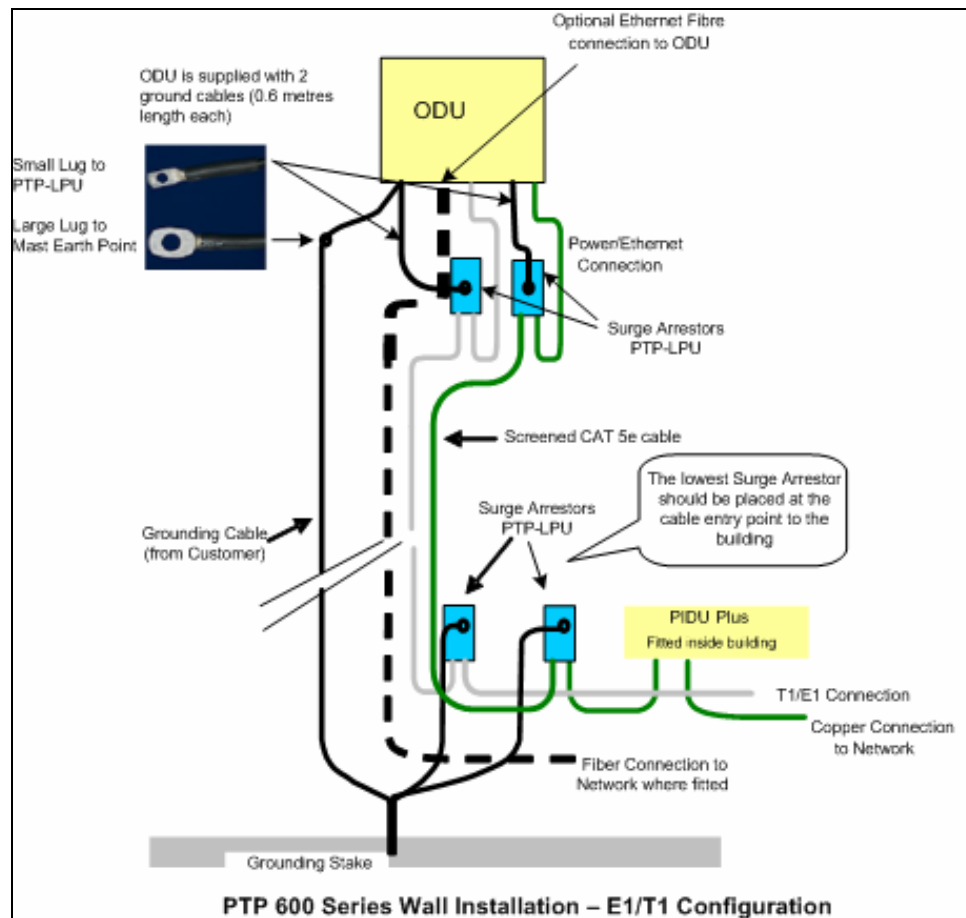 Optional Ethernet Fibre
connection to ODU
ODU is supplied with 2
ground cables (0.6 metres
length each)
ODU
Small Lug to
PTP-LPU
Large Lug to
Mast Earth Point
Power/Ethernet
Connection
Surge Arrestors
PTP-LPU
Screened CAT 5e cable
The lowest Surge Arrestor
should be placed at the
cable entry point to the
building
Surge Arrestors
PTP-LPU
Grounding Cable
(from Customer)
PIDU Plus
Fitted inside building
T1/E1 Connection
Copper Connection
to Network
Fiber Connection to
Network where fitted
Grounding Stake
PTP 600 Series Wall Installation – E1/T1 Configuration